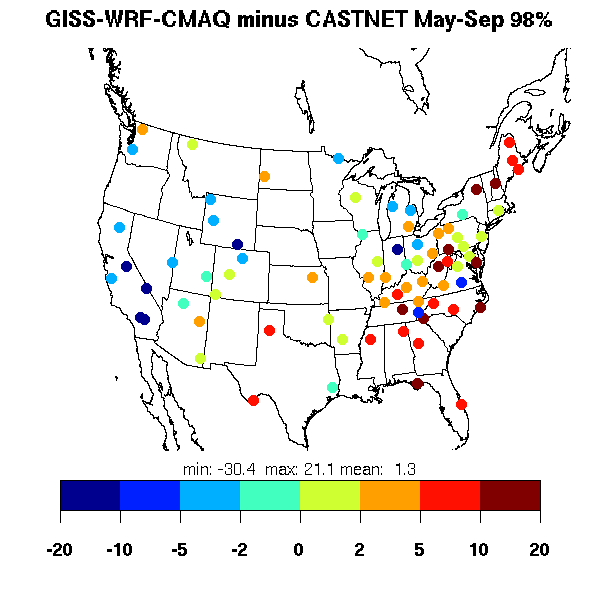 GISS-WRF-CMAQ minus CASTNET May-Sep 98%
min: -30.4 max: 21.1 mean: 1.3
-20 -10 -5 -2 0 2 5 10 20